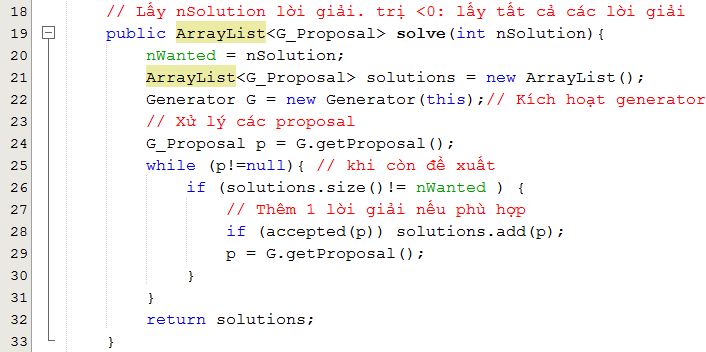 18 // Lấy nSolution lời giải. trị <0: lấy tất cả các lời giải
19 public ArrayList<G_Proposal> solve(int nSolution){
20 nWanted = nSolution;
21 ArrayList<G_Proposal> solutions = new ArrayList();
22 Generator G = new Generator(this);// Kích hoạt generator
23 // Xử lý các proposal
24 G_Proposal p = G.getProposal();
25 while (p!=null){ // khi còn đề xuất
26 if (solutions.size()!= nWanted ) {
27 // Thêm 1 lời giải nếu phù hợp
28 if (accepted(p)) solutions.add(p);
29 p = G.getProposal();
30 }
31 }
32 return solutions;
33 }